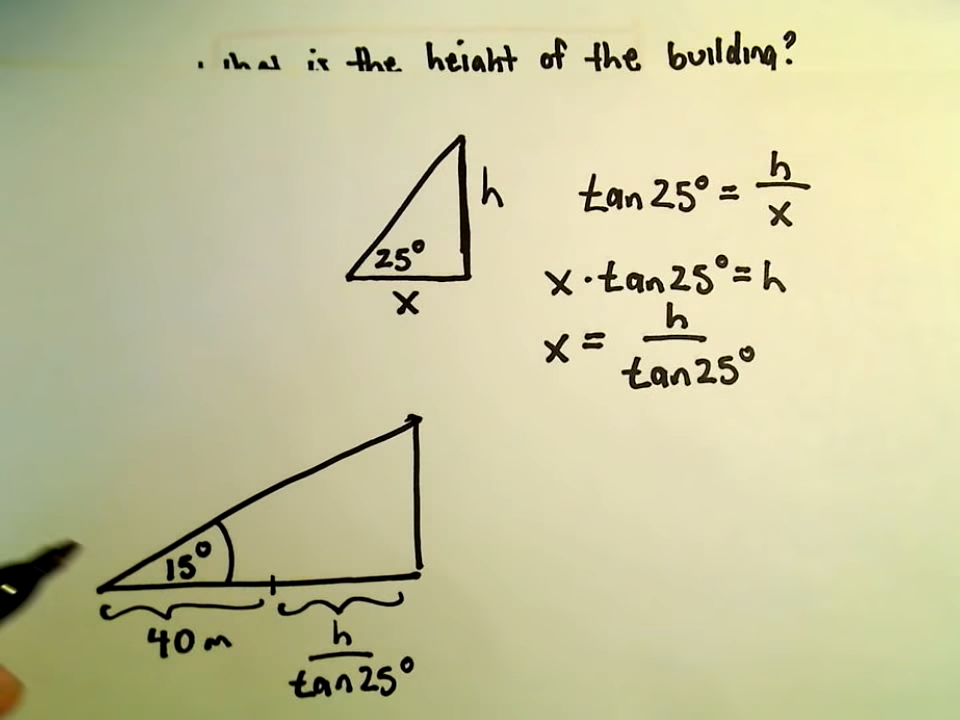 is the height of the building?
h
tan 25° = h/x
25°
x · tan 25° = h
x
x = h/tan 25°
15°
40 m
h/tan 25°